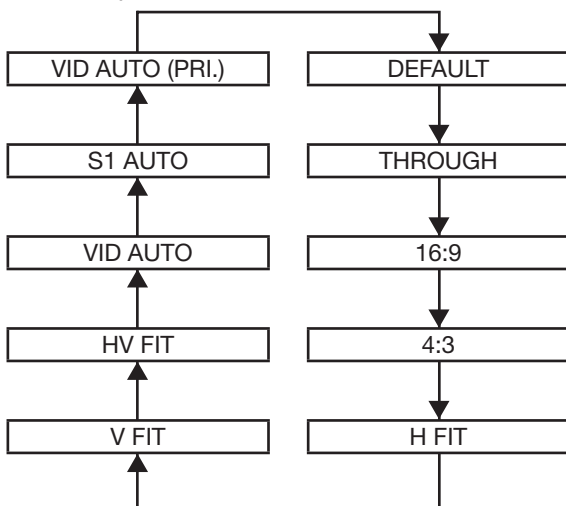 VID AUTO (PRI.)
S1 AUTO
VID AUTO
HV FIT
V FIT
DEFAULT
THROUGH
16:9
4:3
H FIT